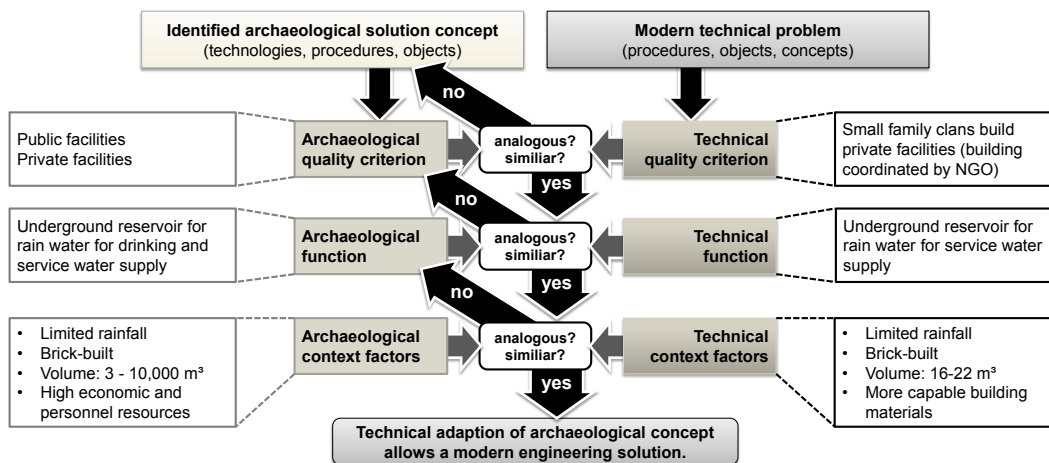 Identified archaeological solution concept
(technologies, procedures, objects)
Modern technical problem
(procedures, objects, concepts)
no
Public facilities
Private facilities
Archaeological
quality criterion
analogous?
similiar?
Technical
quality criterion
Small family clans build
private facilities (building
coordinated by NGO)
yes
no
Underground reservoir for
rain water for drinking and
service water supply
Archaeological
function
analogous?
similiar?
Technical
function
Underground reservoir for
rain water for service water
supply
yes
no
• Limited rainfall
• Brick-built
• Volume: 3 - 10,000 m³
• High economic and
personnel resources
Archaeological
context factors
analogous?
similiar?
Technical
context factors
• Limited rainfall
• Brick-built
• Volume: 16-22 m³
• More capable building
materials
yes
Technical adaption of archaeological concept
allows a modern engineering solution.